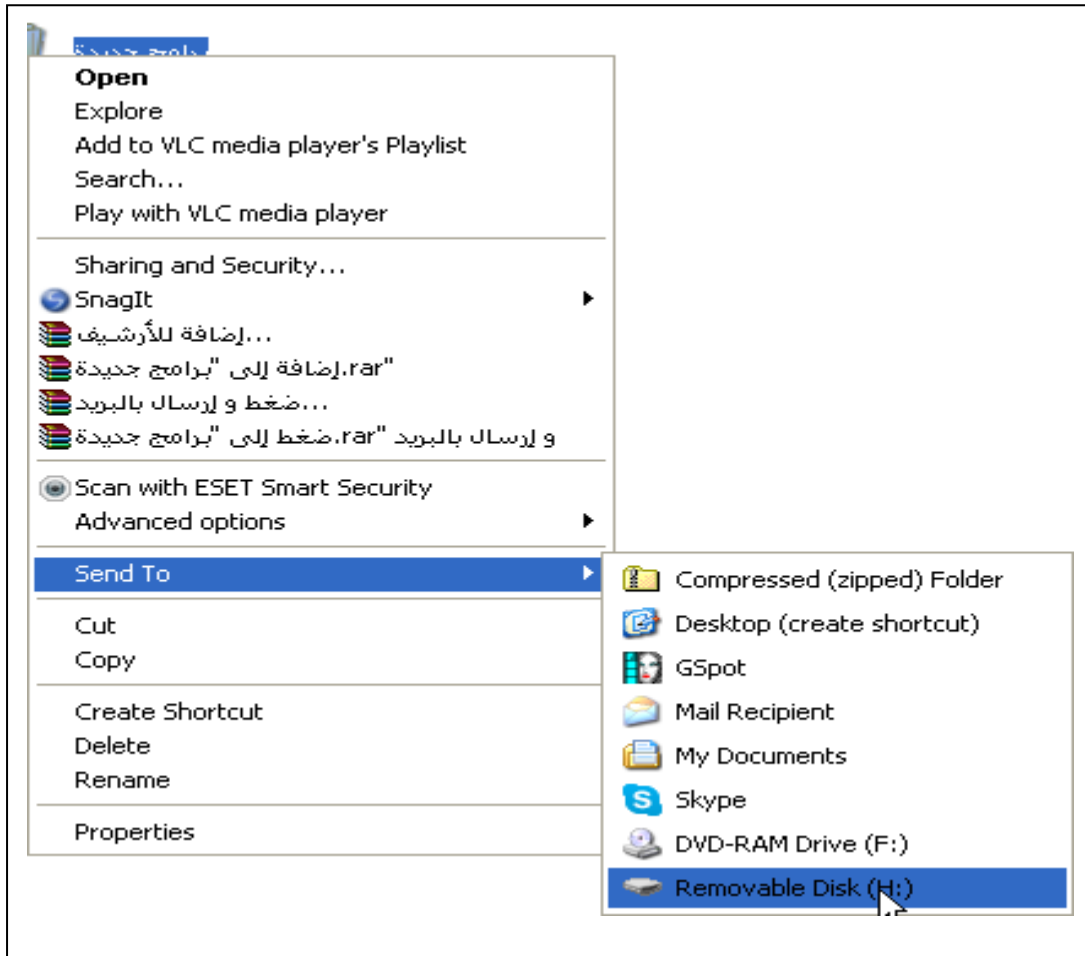 برامج جديدة
Open
Explore
Add to VLC media player's Playlist
Search...
Play with VLC media player
Sharing and Security...
SnagIt
إضافة للأرشيف...
إضافة إلى "برامج جديدة.rar"
ضغط و إرسال بالبريد...
ضغط إلى "برامج جديدة.rar" و إرسال بالبريد
Scan with ESET Smart Security
Advanced options
Send To
Cut
Copy
Create Shortcut
Delete
Rename
Properties
Compressed (zipped) Folder
Desktop (create shortcut)
GSpot
Mail Recipient
My Documents
Skype
DVD-RAM Drive (F:)
Removable Disk (H:)